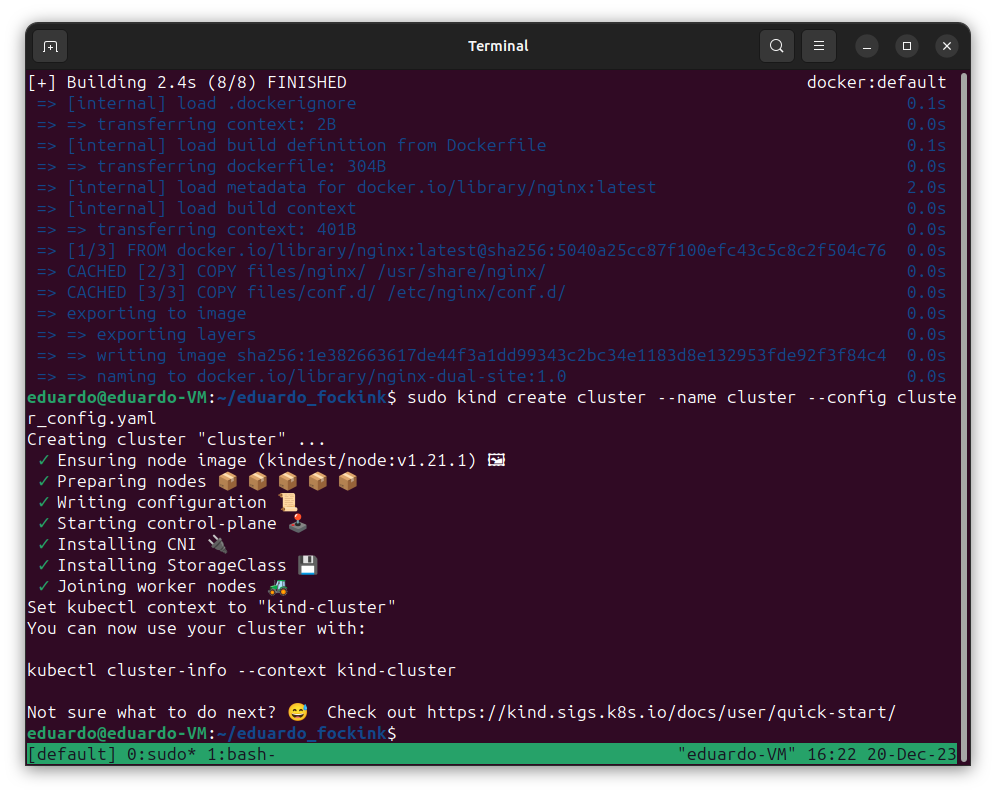 Terminal
[+] Building 2.4s (8/8) FINISHED docker:default
=> [internal] load .dockerignore 0.1s
=> => transferring context: 2B 0.0s
=> [internal] load build definition from Dockerfile 0.1s
=> => transferring dockerfile: 304B 0.0s
=> [internal] load metadata for docker.io/library/nginx:latest 2.0s
=> [internal] load build context 0.0s
=> => transferring context: 401B 0.0s
=> [1/3] FROM docker.io/library/nginx:latest@sha256:5040a25cc87f100efc43c5c8c2f504c76 0.0s
=> CACHED [2/3] COPY files/nginx/ /usr/share/nginx/ 0.0s
=> CACHED [3/3] COPY files/conf.d/ /etc/nginx/conf.d/ 0.0s
=> exporting to image 0.0s
=> => exporting layers 0.0s
=> => writing image sha256:1e382663617de44f3a1dd99343c2bc34e1183d8e132953fde92f3f84c4 0.0s
=> => naming to docker.io/library/nginx-dual-site:1.0 0.0s
eduardo@eduardo-VM:~/eduardo_fockink$ sudo kind create cluster --name cluster --config cluste
r_config.yaml
Creating cluster "cluster" ...
✓ Ensuring node image (kindest/node:v1.21.1) 🖼
✓ Preparing nodes 📦 📦 📦 📦 📦
✓ Writing configuration 📜
✓ Starting control-plane 🕹️
✓ Installing CNI 🔌
✓ Installing StorageClass 💾
✓ Joining worker nodes 🚜
Set kubectl context to "kind-cluster"
You can now use your cluster with:
kubectl cluster-info --context kind-cluster
Not sure what to do next? 😅 Check out https://kind.sigs.k8s.io/docs/user/quick-start/
eduardo@eduardo-VM:~/eduardo_fockink$
[default] 0:sudo* 1:bash- "eduardo-VM" 16:22 20-Dec-23